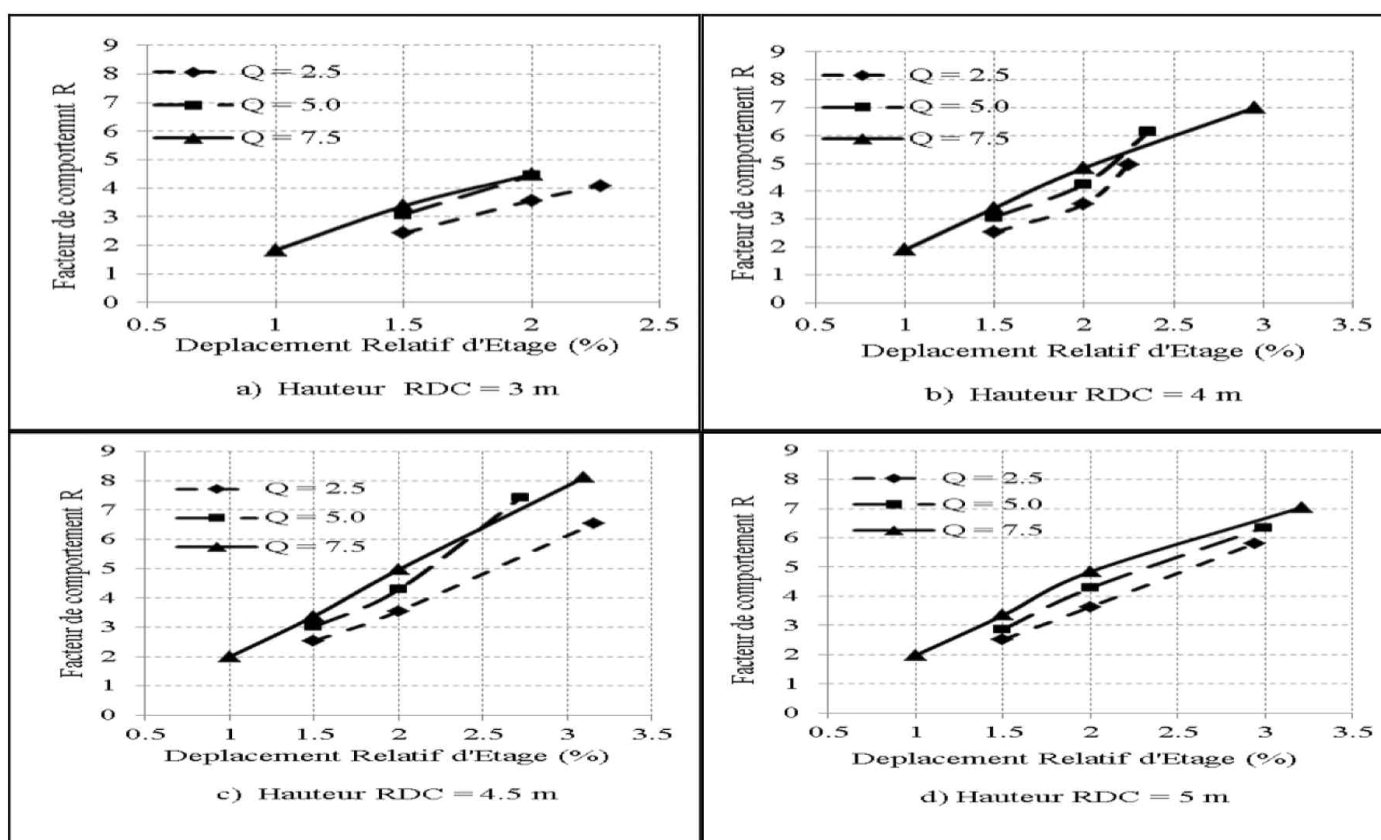 Facteur de comportemnt R
9
8
7
6
5
4
3
2
1
0
Q = 2.5
Q = 5.0
Q = 7.5
0.5 1 1.5 2 2.5
Deplacement Relatif d'Etage (%)
a) Hauteur RDC = 3 m
Facteur de comportement R
9
8
7
6
5
4
3
2
1
0
Q = 2.5
Q = 5.0
Q = 7.5
0.5 1 1.5 2 2.5 3 3.5
Deplacement Relatif d'Etage (%)
b) Hauteur RDC = 4 m
Facteur de comportement R
9
8
7
6
5
4
3
2
1
0
Q = 2.5
Q = 5.0
Q = 7.5
0.5 1 1.5 2 2.5 3 3.5
Deplacement Relatif d'Etage (%)
c) Hauteur RDC = 4.5 m
Facteur de comportement R
9
8
7
6
5
4
3
2
1
0
Q = 2.5
Q = 5.0
Q = 7.5
0.5 1 1.5 2 2.5 3 3.5
Deplacement Relatif d'Etage (%)
d) Hauteur RDC = 5 m